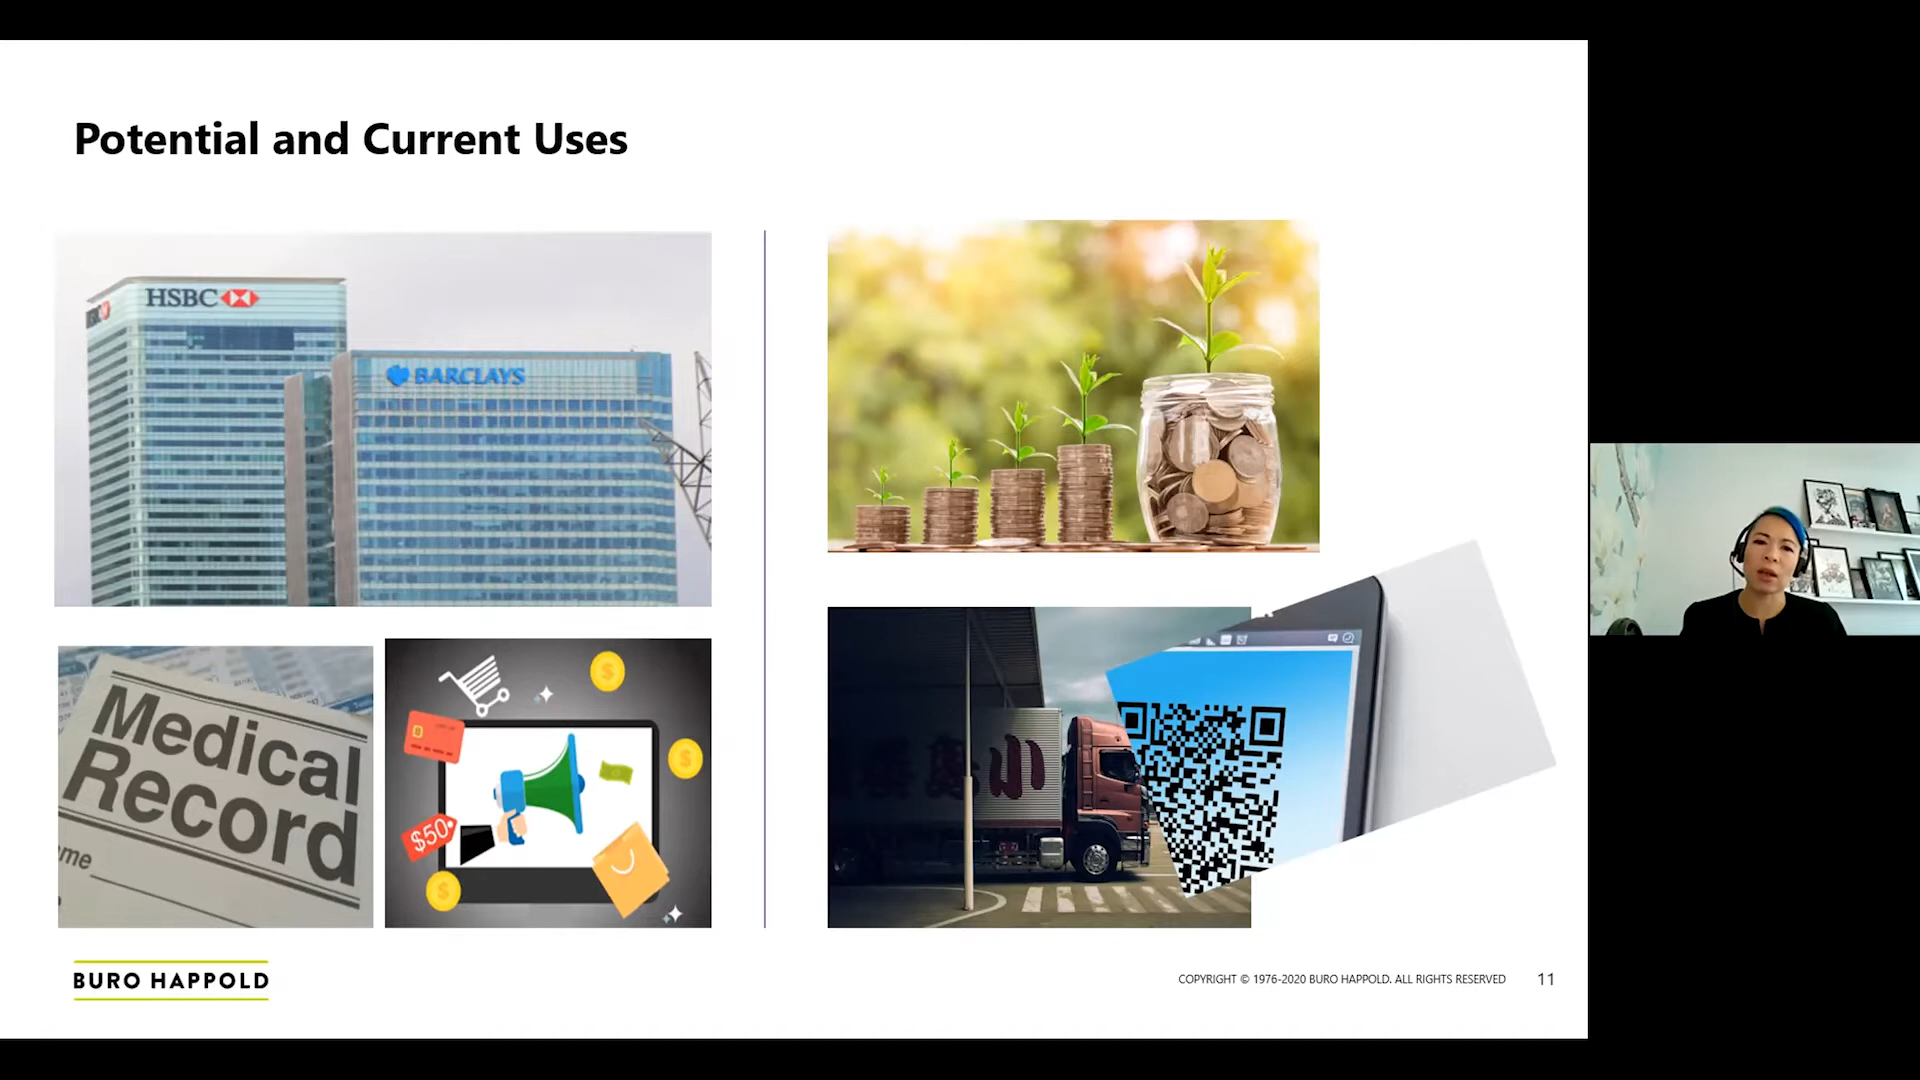 Potential and Current Uses
HSBC
BARCLAYS
Medical
Record
$50
BURO HAPPOLD
COPYRIGHT © 1976-2020 BURO HAPPOLD. ALL RIGHTS RESERVED
11